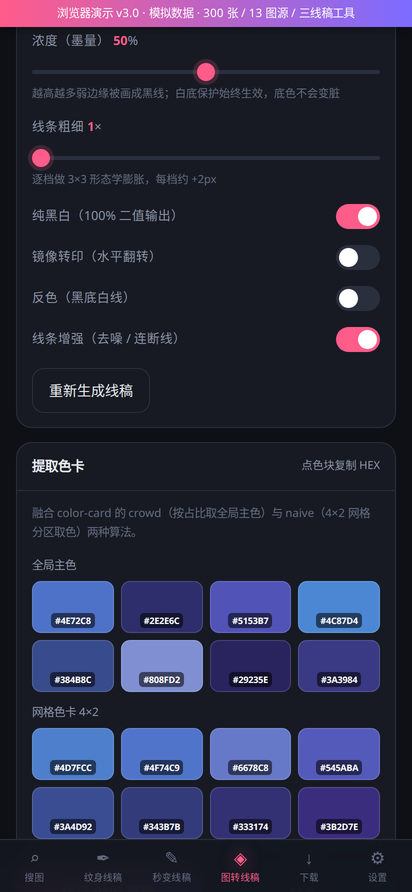 浏览器演示 v3.0 · 模拟数据 · 300 张 / 13 图源 / 三线稿工具
浓度（墨量） 50%
越高越多弱边缘被画成黑线；白底保护始终生效，底色不会变脏
线条粗细 1×
逐档做 3×3 形态学膨胀，每档约 +2px
纯黑白（100% 二值输出）
镜像转印（水平翻转）
反色（黑底白线）
线条增强（去噪 / 连断线）
重新生成线稿
提取色卡
点色块复制 HEX
融合 color-card 的 crowd（按占比取全局主色）与 naive（4×2 网格
分区取色）两种算法。
全局主色
#4E72C8 #2E2E6C #5153B7 #4C87D4
#384B8C #808FD2 #29235E #3A3984
网格色卡 4×2
#4D7FCC #4F74C9 #6678C8 #545ABA
#3A4D92 #343B7B #333174 #3B2D7E
搜图 纹身线稿 秒变线稿 图转线稿 下载 设置